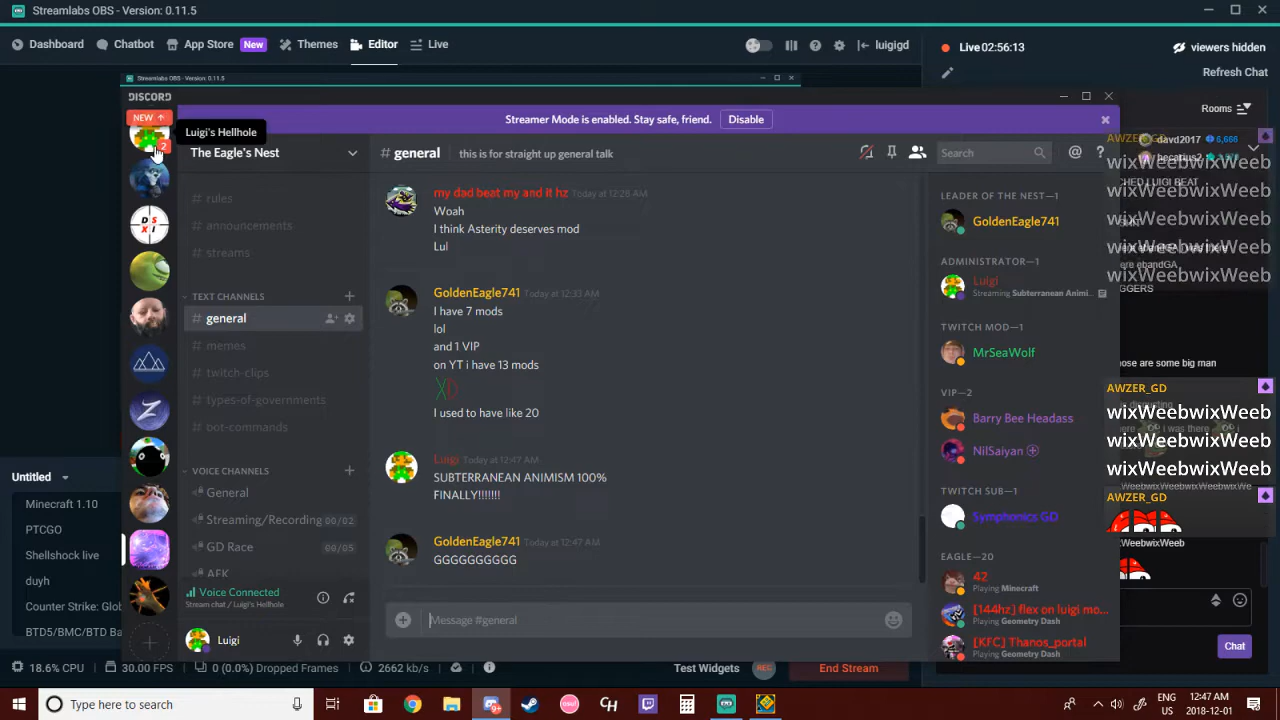 Streamlabs OBS - Version: 0.11.5
Dashboard
Chatbot
App Store
New
Themes
Editor
Live
luigigd
Live 02:56:13
viewers hidden
Refresh Chat
Rooms
Streamlabs OBS - Version: 0.11.5
DISCORD
NEW
2
Luigi's Hellhole
Streamer Mode is enabled. Stay safe, friend.
Disable
The Eagle's Nest
# general
this is for straight up general talk
Search
# rules
# announcements
# streams
TEXT CHANNELS
# general
# memes
# twitch-clips
# types-of-governments
# bot-commands
VOICE CHANNELS
General
Streaming/Recording 00/02
GD Race 00/05
AFK
Voice Connected
Stream chat / Luigi's Hellhole
Luigi
my dad beat my and it hz Today at 12:28 AM
Woah
I think Asterity deserves mod
Lul
GoldenEagle741 Today at 12:33 AM
I have 7 mods
lol
and 1 VIP
on YT i have 13 mods
XD
I used to have like 20
Luigi Today at 12:47 AM
SUBTERRANEAN ANIMISM 100%
FINALLY!!!!!!!
GoldenEagle741 Today at 12:47 AM
GGGGGGGGGG
Message #general
LEADER OF THE NEST—1
GoldenEagle741
ADMINISTRATOR—1
Luigi
Streaming Subterranean Animi...
TWITCH MOD—1
MrSeaWolf
VIP—2
Barry Bee Headass
NilSaiyan
TWITCH SUB—1
Symphonics GD
EAGLE—20
42
Playing Minecraft
[144hz] flex on luigi mo...
Playing Geometry Dash
[KFC] Thanos_portal
Playing Geometry Dash
AWZER_GD
davd2017 6,666
wixWeebwixWeeb
wixWeebwixWeeb
wixWeebwixWeeb
wixWeebwixWeeb
wixWeebwixWeeb
ose are some big man
AWZER_GD
wixWeebwixWeeb
wixWeebwixWeeb
wixWeebwixWeeb
AWZER_GD
WeebwixWeeb
Chat
Untitled
Minecraft 1.10
PTCGO
Shellshock live
duyh
Counter Strike: Glob
BTD5/BMC/BTD Ba
18.6% CPU
30.00 FPS
0 (0.0%) Dropped Frames
2662 kb/s
Test Widgets
REC
End Stream
Type here to search
ENG
US
12:47 AM
2018-12-01